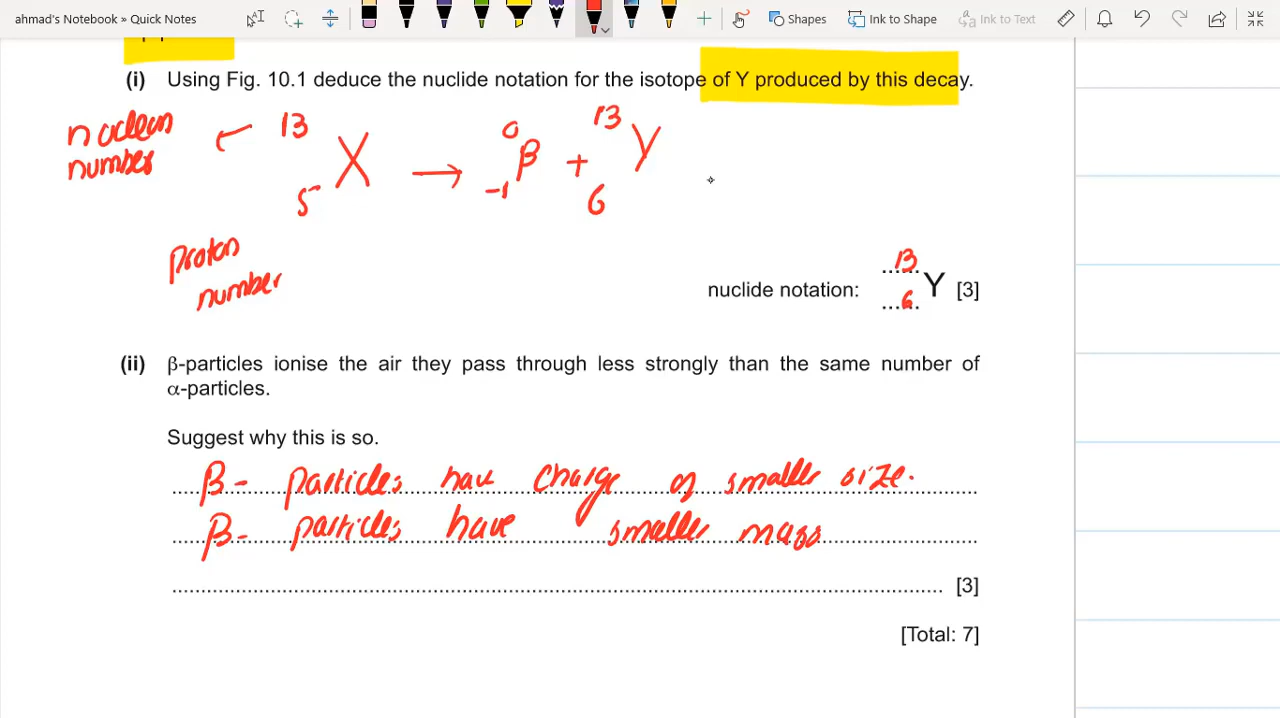 ahmad's Notebook » Quick Notes
Shapes
Ink to Shape
Ink to Text
(i) Using Fig. 10.1 deduce the nuclide notation for the isotope of Y produced by this decay.
nucleon number ← 13 5 X → 0 -1 β + 13 6 Y
proton number
nuclide notation: 13 6 Y [3]
(ii) β-particles ionise the air they pass through less strongly than the same number of
α-particles.
Suggest why this is so.
β- particles have charge of smaller size.
β- particles have smaller mass
[3]
[Total: 7]